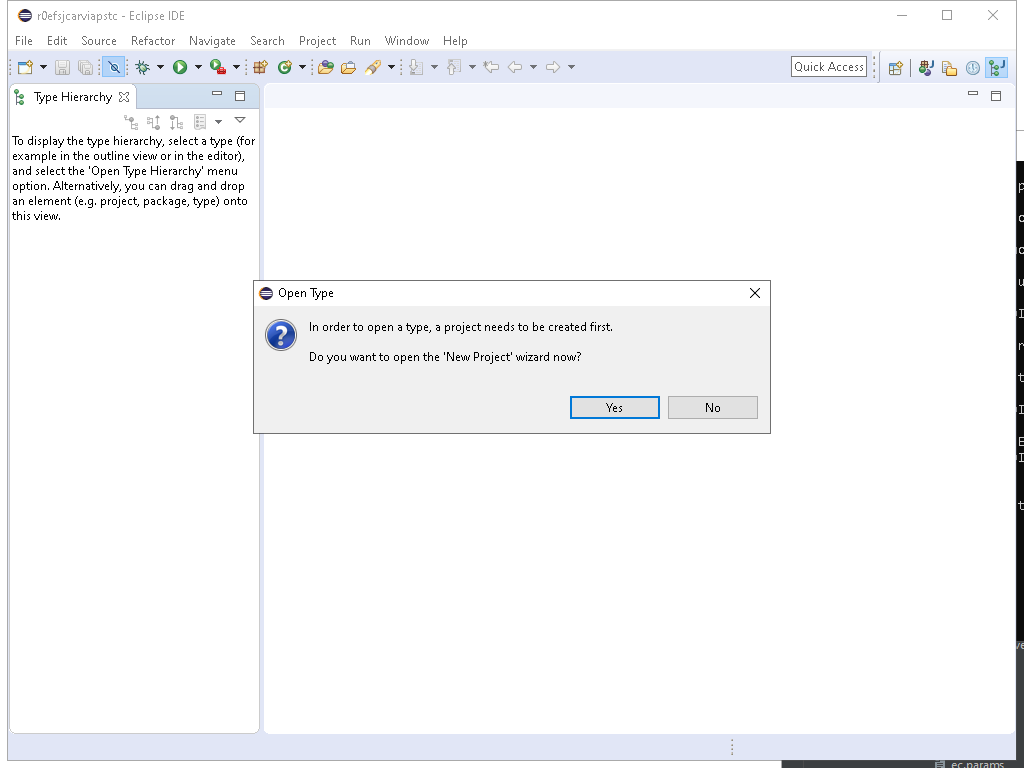 r0efsjcarviapstc - Eclipse IDE
File Edit Source Refactor Navigate Search Project Run Window Help
Quick Access
Type Hierarchy
To display the type hierarchy, select a type (for
example in the outline view or in the editor),
and select the 'Open Type Hierarchy' menu
option. Alternatively, you can drag and drop
an element (e.g. project, package, type) onto
this view.
Open Type
In order to open a type, a project needs to be created first.
Do you want to open the 'New Project' wizard now?
Yes No
ec.params